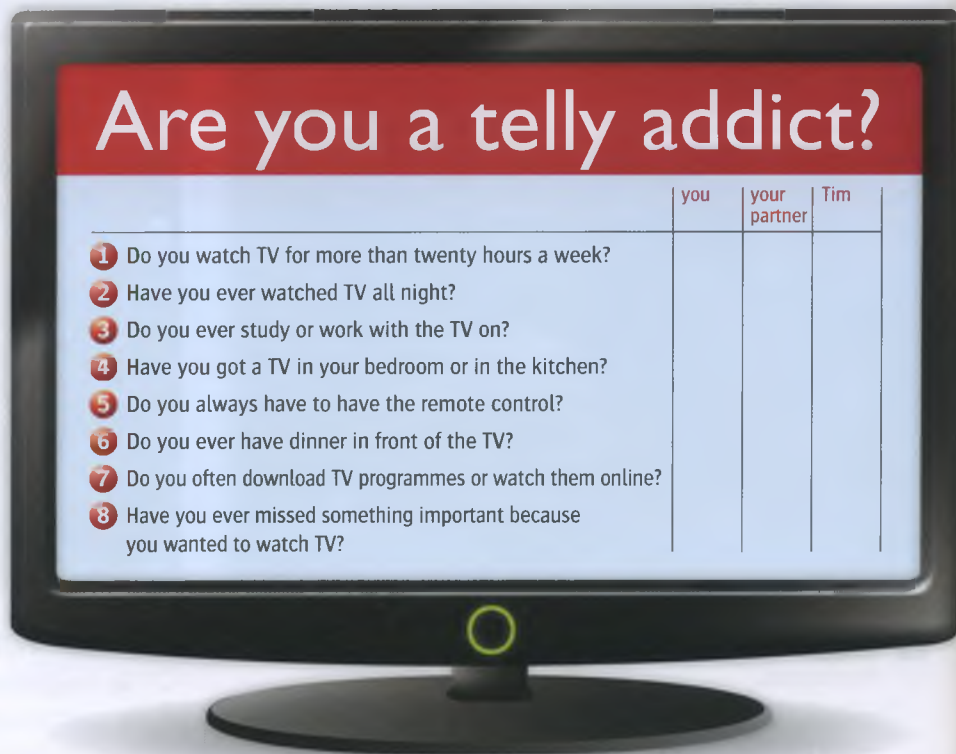 Are you a telly addict?
you your Tim
partner
1 Do you watch TV for more than twenty hours a week?
2 Have you ever watched TV all night?
3 Do you ever study or work with the TV on?
4 Have you got a TV in your bedroom or in the kitchen?
5 Do you always have to have the remote control?
6 Do you ever have dinner in front of the TV?
7 Do you often download TV programmes or watch them online?
8 Have you ever missed something important because
you wanted to watch TV?